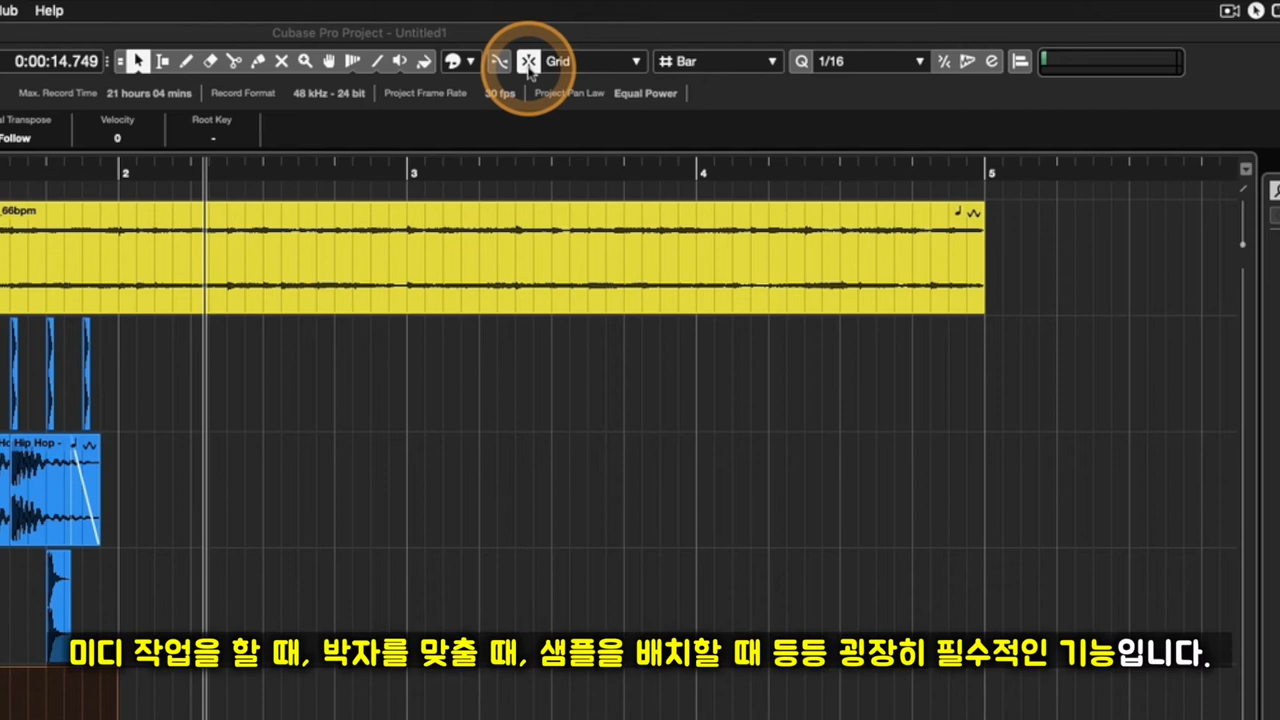 Help
Cubase Pro Project - Untitled1
0:00:14.749
Grid
Bar
Q
1/16
Max. Record Time 21 hours 04 mins
Record Format 48 kHz - 24 bit
Project Frame Rate 30 fps
Project Pan Law Equal Power
Transpose
Velocity
Root Key
Follow
0
-
2
3
4
5
_66bpm
Hip Hop -
미디 작업을 할 때, 박자를 맞출 때, 샘플을 배치할 때 등등 굉장히 필수적인 기능입니다.